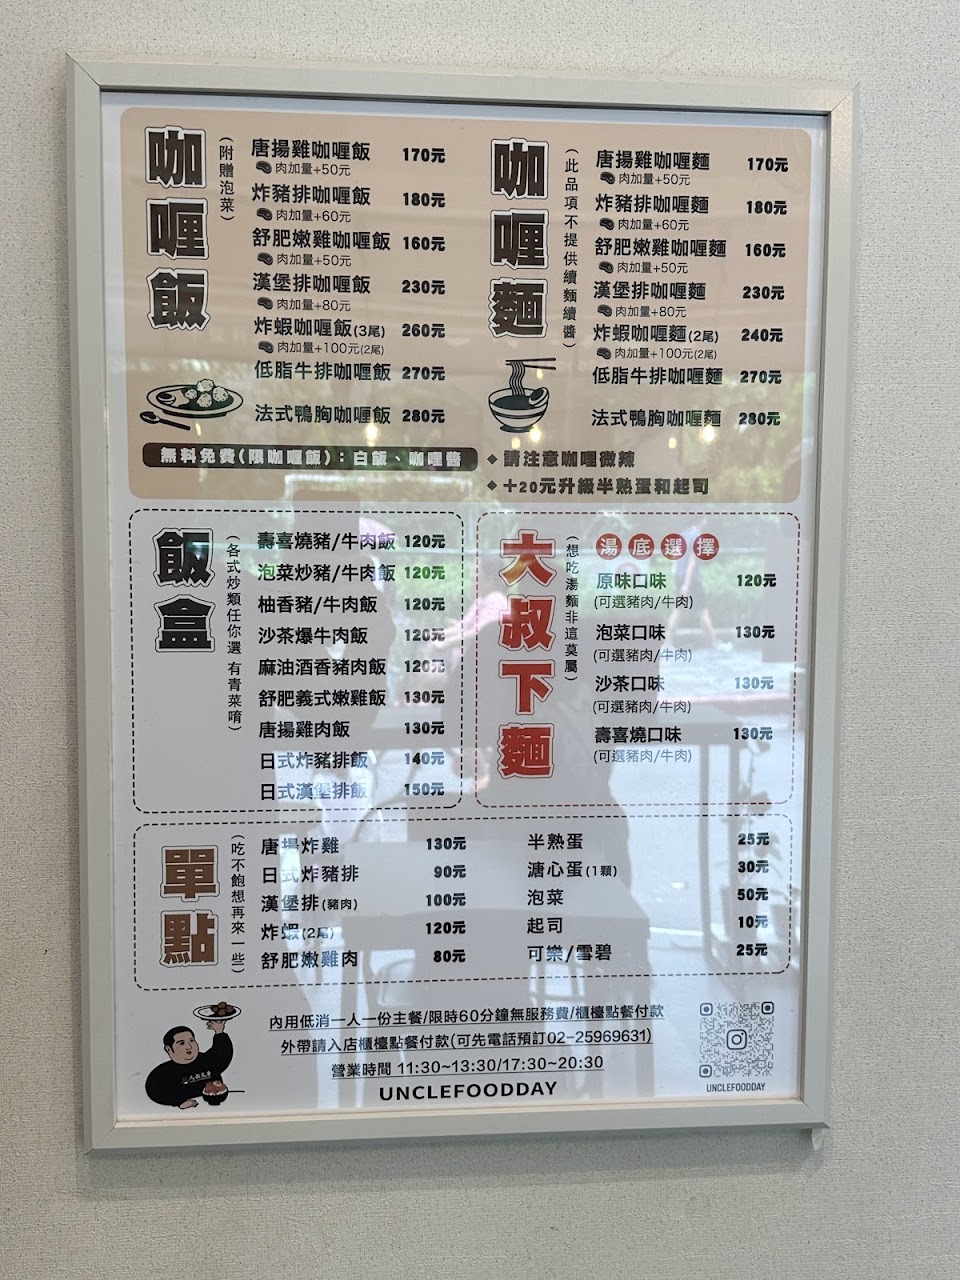 咖喱飯
(附贈泡菜)
唐揚雞咖喱飯 170元
肉加量+50元
炸豬排咖喱飯 180元
肉加量+60元
舒肥嫩雞咖喱飯 160元
肉加量+50元
漢堡排咖喱飯 230元
肉加量+80元
炸蝦咖喱飯(3尾) 260元
肉加量+100元(2尾)
低脂牛排咖喱飯 270元
法式鴨胸咖喱飯 280元
無料免費(限咖喱飯):白飯、咖喱醬
咖喱麵
(此品項不提供續麵續醬)
唐揚雞咖喱麵 170元
肉加量+50元
炸豬排咖喱麵 180元
肉加量+60元
舒肥嫩雞咖喱麵 160元
肉加量+50元
漢堡排咖喱麵 230元
肉加量+80元
炸蝦咖喱麵(2尾) 240元
肉加量+100元(2尾)
低脂牛排咖喱麵 270元
法式鴨胸咖喱麵 280元
◆ 請注意咖喱微辣
◆ +20元升級半熟蛋和起司
飯盒
(各式炒類任你選 有青菜唷)
壽喜燒豬/牛肉飯 120元
泡菜炒豬/牛肉飯 120元
柚香豬/牛肉飯 120元
沙茶爆牛肉飯 120元
麻油酒香豬肉飯 120元
舒肥義式嫩雞飯 130元
唐揚雞肉飯 130元
日式炸豬排飯 140元
日式漢堡排飯 150元
大叔下麵
(想吃湯麵非這莫屬)
湯底選擇
原味口味 120元
(可選豬肉/牛肉)
泡菜口味 130元
(可選豬肉/牛肉)
沙茶口味 130元
(可選豬肉/牛肉)
壽喜燒口味 130元
(可選豬肉/牛肉)
單點
(吃不飽想再來一些)
唐揚炸雞 130元
日式炸豬排 90元
漢堡排(豬肉) 100元
炸蝦(2尾) 120元
舒肥嫩雞肉 80元
半熟蛋 25元
溏心蛋(1顆) 30元
泡菜 50元
起司 10元
可樂/雪碧 25元
內用低消一人一份主餐/限時60分鐘無服務費/櫃檯點餐付款
外帶請入店櫃檯點餐付款(可先電話預訂02-25969631)
營業時間 11:30~13:30/17:30~20:30
UNCLEFOODDAY
UNCLEFOODDAY